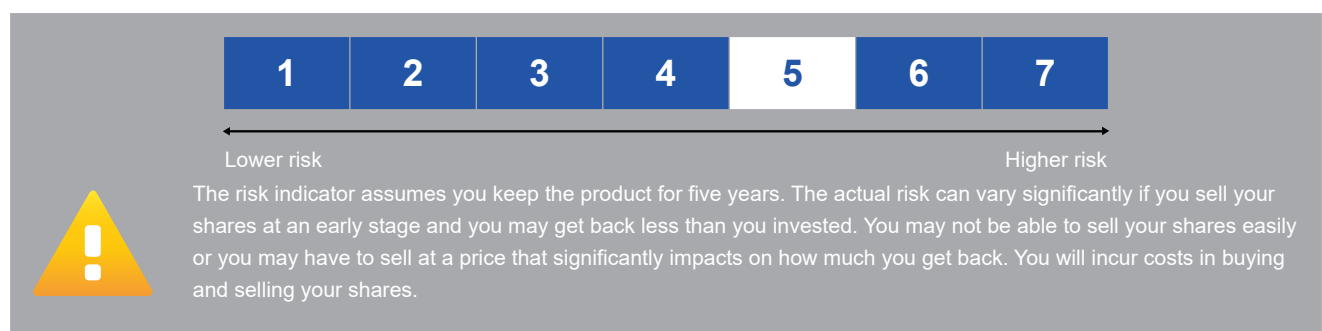 1 2 3 4 5 6 7
Lower risk Higher risk
The risk indicator assumes you keep the product for five years. The actual risk can vary significantly if you sell your
shares at an early stage and you may get back less than you invested. You may not be able to sell your shares easily
or you may have to sell at a price that significantly impacts on how much you get back. You will incur costs in buying
and selling your shares.